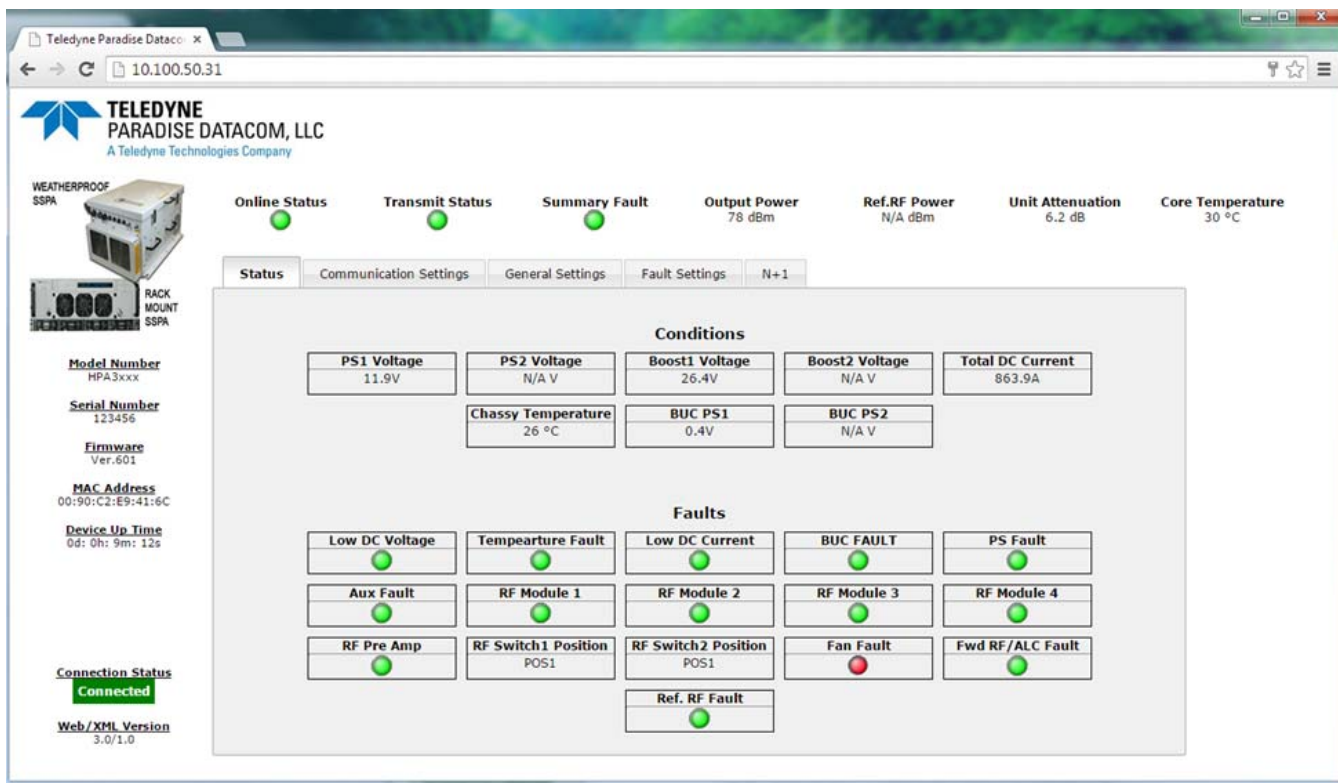 Teledyne Paradise Dataco
10.100.50.31
TELEDYNE
PARADISE DATACOM, LLC
A Teledyne Technologies Company
WEATHERPROOF
SSPA
RACK
MOUNT
SSPA
Online Status Transmit Status Summary Fault Output Power Ref.RF Power Unit Attenuation Core Temperature
78 dBm N/A dBm 6.2 dB 30 °C
Status Communication Settings General Settings Fault Settings N+1
Model Number
HPA3xxx
Serial Number
123456
Firmware
Ver.601
MAC Address
00:90:C2:E9:41:6C
Device Up Time
0d: 0h: 9m: 12s
Connection Status
Connected
Web/XML Version
3.0/1.0
Conditions
PS1 Voltage PS2 Voltage Boost1 Voltage Boost2 Voltage Total DC Current
11.9V N/A V 26.4V N/A V 863.9A
Chassy Temperature BUC PS1 BUC PS2
26 °C 0.4V N/A V
Faults
Low DC Voltage Tempearture Fault Low DC Current BUC FAULT PS Fault
Aux Fault RF Module 1 RF Module 2 RF Module 3 RF Module 4
RF Pre Amp RF Switch1 Position RF Switch2 Position Fan Fault Fwd RF/ALC Fault
POS1 POS1
Ref. RF Fault